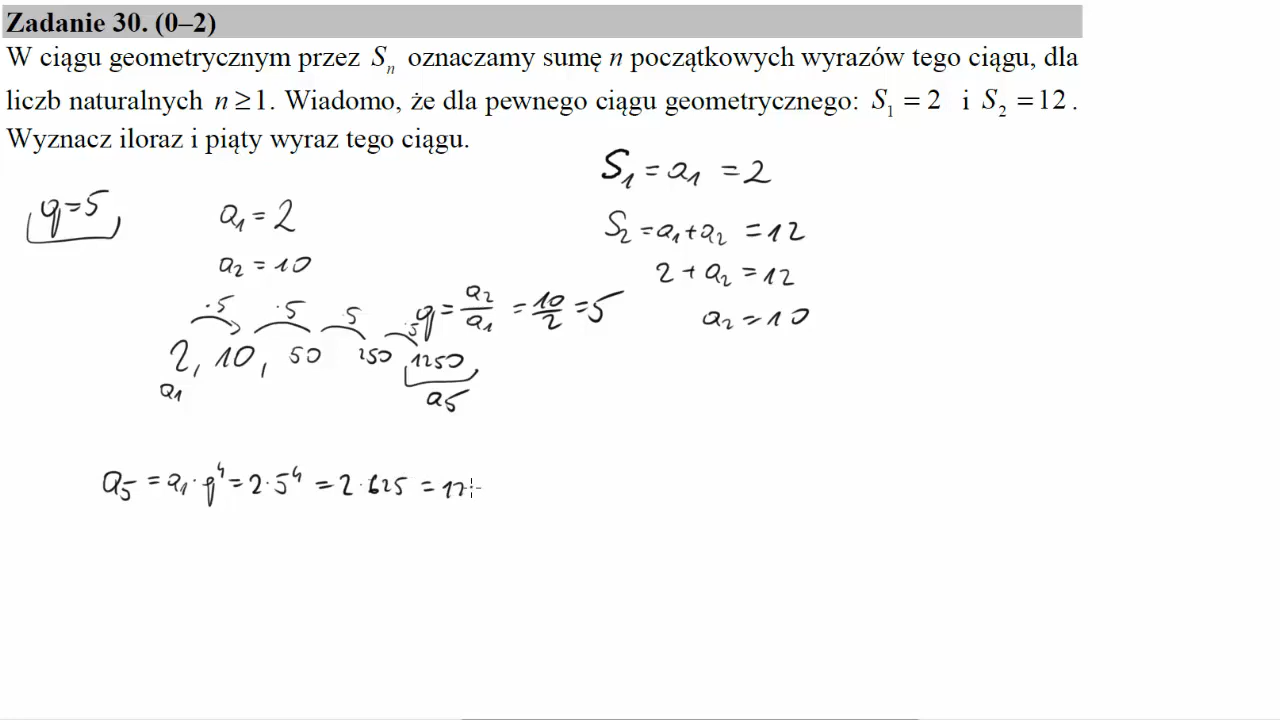 Zadanie 30. (0–2)
W ciągu geometrycznym przez Sₙ oznaczamy sumę n początkowych wyrazów tego ciągu, dla
liczb naturalnych n ≥ 1. Wiadomo, że dla pewnego ciągu geometrycznego: S₁ = 2 i S₂ = 12.
Wyznacz iloraz i piąty wyraz tego ciągu.
S₁ = a₁ = 2
q = 5
a₁ = 2
S₂ = a₁ + a₂ = 12
a₂ = 10
2 + a₂ = 12
·5 ·5 ·5 ·5
q = a₂/a₁ = 10/2 = 5
a₂ = 10
2, 10, 50 250 1250
a₁ a₅
a₅ = a₁ · q⁴ = 2 · 5⁴ = 2 · 625 = 12